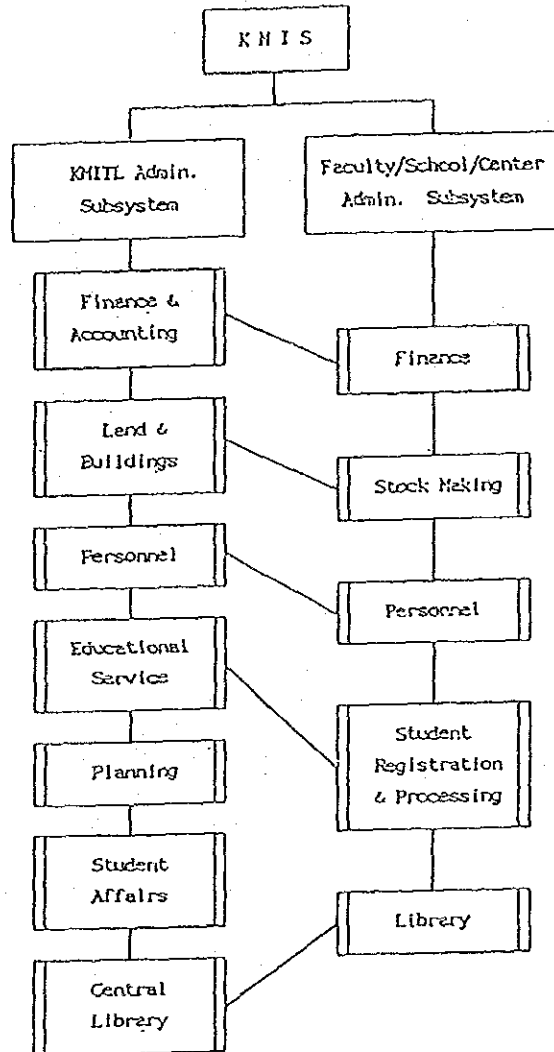 K M I S
KMITL Admin.
Subsystem
Faculty/School/Center
Admin. Subsystem
Finance &
Accounting
Finance
Land &
Buildings
Stock Making
Personnel
Personnel
Educational
Service
Student
Registration
& Processing
Planning
Student
Affairs
Library
Central
Library